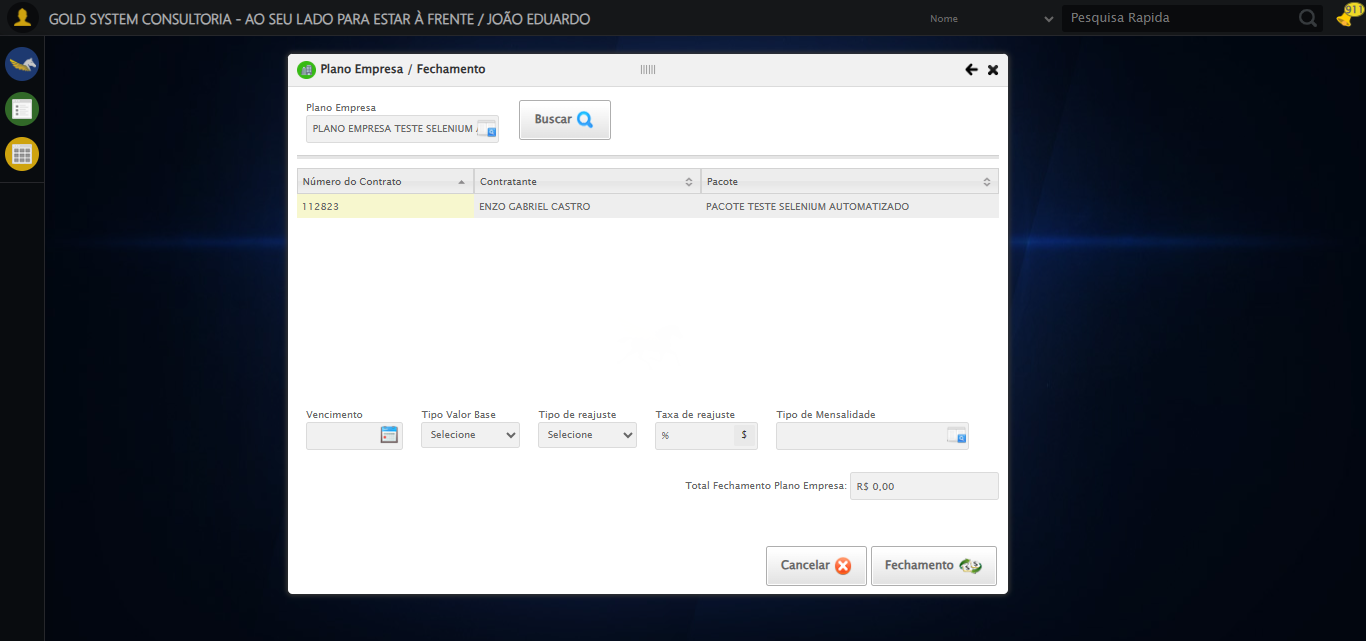 GOLD SYSTEM CONSULTORIA - AO SEU LADO PARA ESTAR À FRENTE / JOÃO EDUARDO
Nome
Pesquisa Rapida
911
Plano Empresa / Fechamento
Plano Empresa
PLANO EMPRESA TESTE SELENIUM
Buscar
Número do Contrato Contratante Pacote
112823 ENZO GABRIEL CASTRO PACOTE TESTE SELENIUM AUTOMATIZADO
Vencimento Tipo Valor Base Tipo de reajuste Taxa de reajuste Tipo de Mensalidade
Selecione Selecione % $
Total Fechamento Plano Empresa: R$ 0,00
Cancelar Fechamento